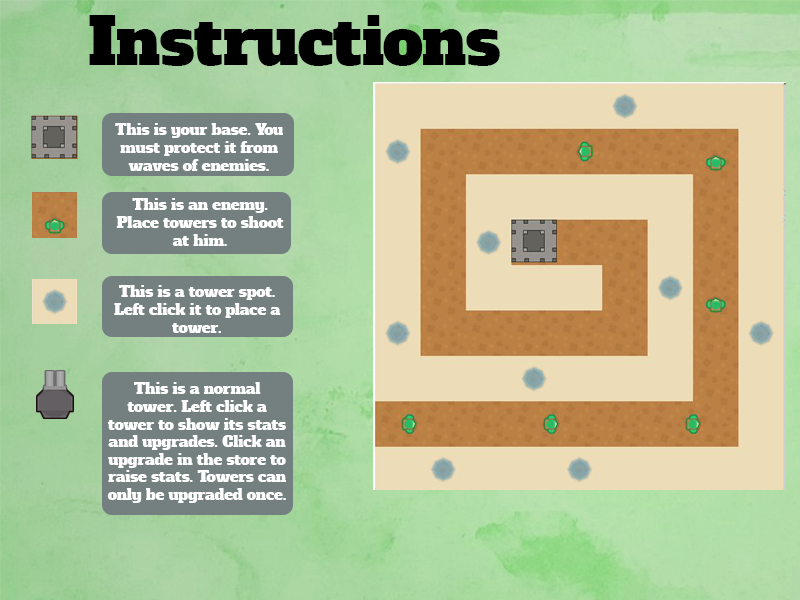 Instructions
This is your base. You
must protect it from
waves of enemies.
This is an enemy.
Place towers to shoot
at him.
This is a tower spot.
Left click it to place a
tower.
This is a normal
tower. Left click a
tower to show its stats
and upgrades. Click an
upgrade in the store to
raise stats. Towers can
only be upgraded once.